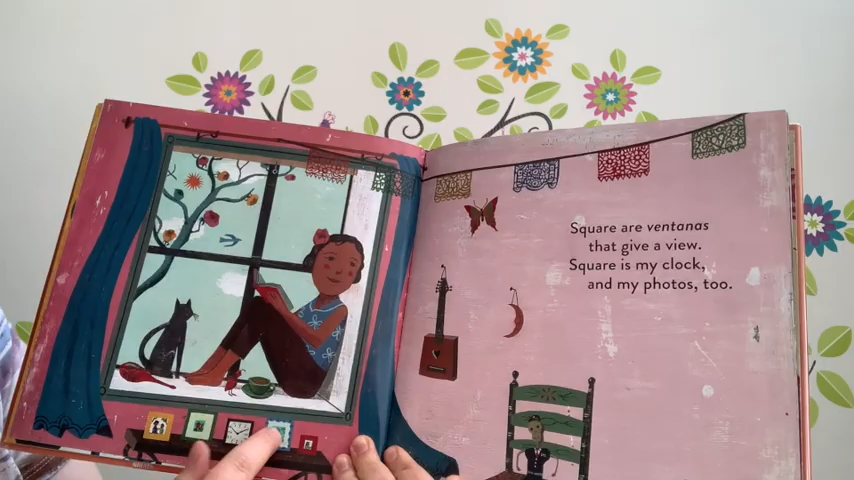 Square are ventanas
that give a view.
Square is my clock,
and my photos, too.